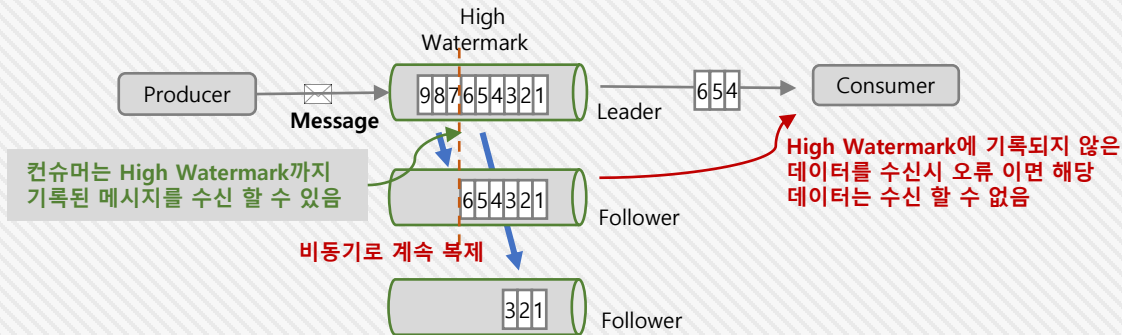 High
Watermark
Producer
Message
987654321
Leader
654
Consumer
컨슈머는 High Watermark까지
기록된 메시지를 수신 할 수 있음
High Watermark에 기록되지 않은
데이터를 수신시 오류 이면 해당
데이터는 수신 할 수 없음
654321
Follower
비동기로 계속 복제
321
Follower